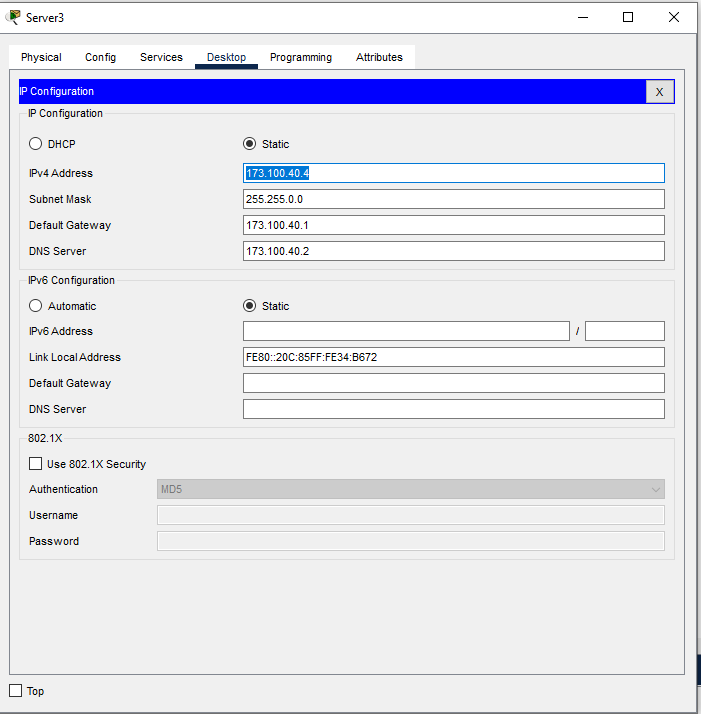 Server3
Physical Config Services Desktop Programming Attributes
IP Configuration X
IP Configuration
DHCP Static
IPv4 Address 173.100.40.4
Subnet Mask 255.255.0.0
Default Gateway 173.100.40.1
DNS Server 173.100.40.2
IPv6 Configuration
Automatic Static
IPv6 Address /
Link Local Address FE80::20C:85FF:FE34:B672
Default Gateway
DNS Server
802.1X
Use 802.1X Security
Authentication MD5
Username
Password
Top